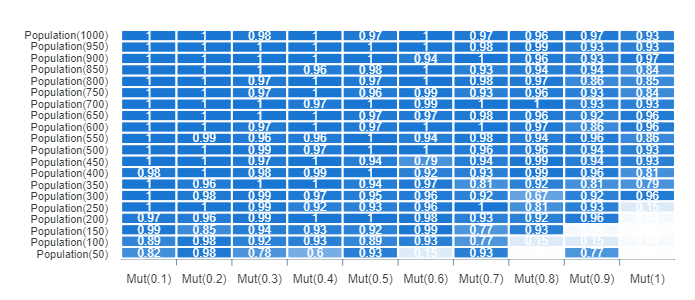 Population(1000) 1 1 0.98 1 0.97 1 0.97 0.96 0.97 0.93
Population(950) 1 1 1 1 1 1 0.98 0.99 0.93 0.93
Population(900) 1 1 1 1 1 0.94 1 0.96 0.93 0.97
Population(850) 1 1 1 0.96 0.98 1 0.93 0.94 0.94 0.84
Population(800) 1 1 0.97 1 0.97 1 0.98 0.97 0.86 0.85
Population(750) 1 1 0.97 1 0.96 0.99 0.93 0.96 0.93 0.84
Population(700) 1 1 1 0.97 1 0.99 1 1 0.93 0.93
Population(650) 1 1 1 1 0.97 0.97 0.98 0.96 0.92 0.96
Population(600) 1 1 0.97 1 0.97 1 1 0.97 0.86 0.96
Population(550) 1 0.99 0.96 0.96 1 0.94 0.98 0.94 0.96 0.86
Population(500) 1 1 0.99 0.97 1 1 0.96 0.96 0.94 0.93
Population(450) 1 1 0.97 1 0.94 0.79 0.94 0.99 0.94 0.93
Population(400) 0.98 1 0.98 0.99 1 0.92 0.93 0.99 0.96 0.81
Population(350) 1 0.96 1 1 0.94 0.97 0.81 0.92 0.81 0.79
Population(300) 1 0.98 0.99 0.97 0.95 0.96 0.92 0.67 0.92 0.96
Population(250) 1 1 0.99 0.92 0.93 0.96 1 0.81 0.93 0.15
Population(200) 0.97 0.96 0.99 1 1 0.98 0.93 0.92 0.96
Population(150) 0.99 0.85 0.94 0.93 0.92 0.99 0.77 0.93
Population(100) 0.89 0.98 0.92 0.93 0.89 0.93 0.77 0.15 0.15
Population(50) 0.82 0.98 0.78 0.6 0.93 0.15 0.93 0.77
Mut(0.1) Mut(0.2) Mut(0.3) Mut(0.4) Mut(0.5) Mut(0.6) Mut(0.7) Mut(0.8) Mut(0.9) Mut(1)